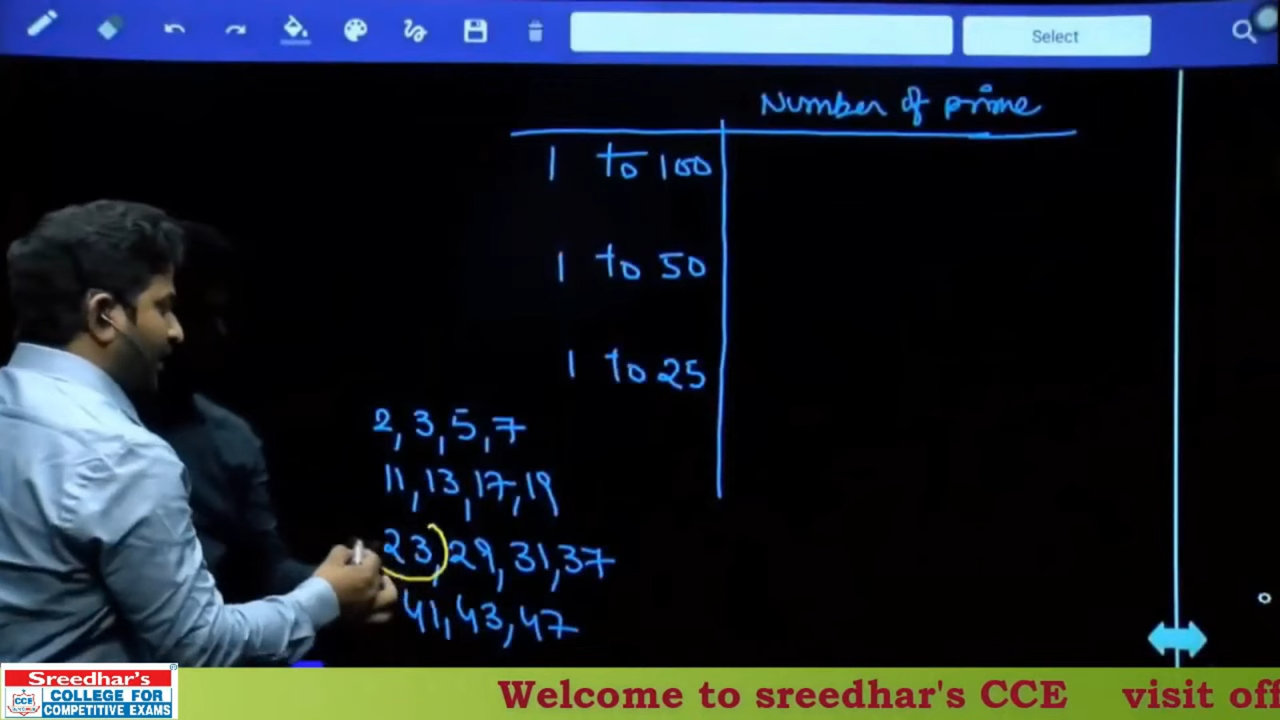 Select
Number of prime
1 to 100
1 to 50
1 to 25
2, 3, 5, 7
11, 13, 17, 19
23, 29, 31, 37
41, 43, 47
Sreedhar's
CCE
COLLEGE FOR
COMPETITIVE EXAMS
Welcome to sreedhar's CCE visit off